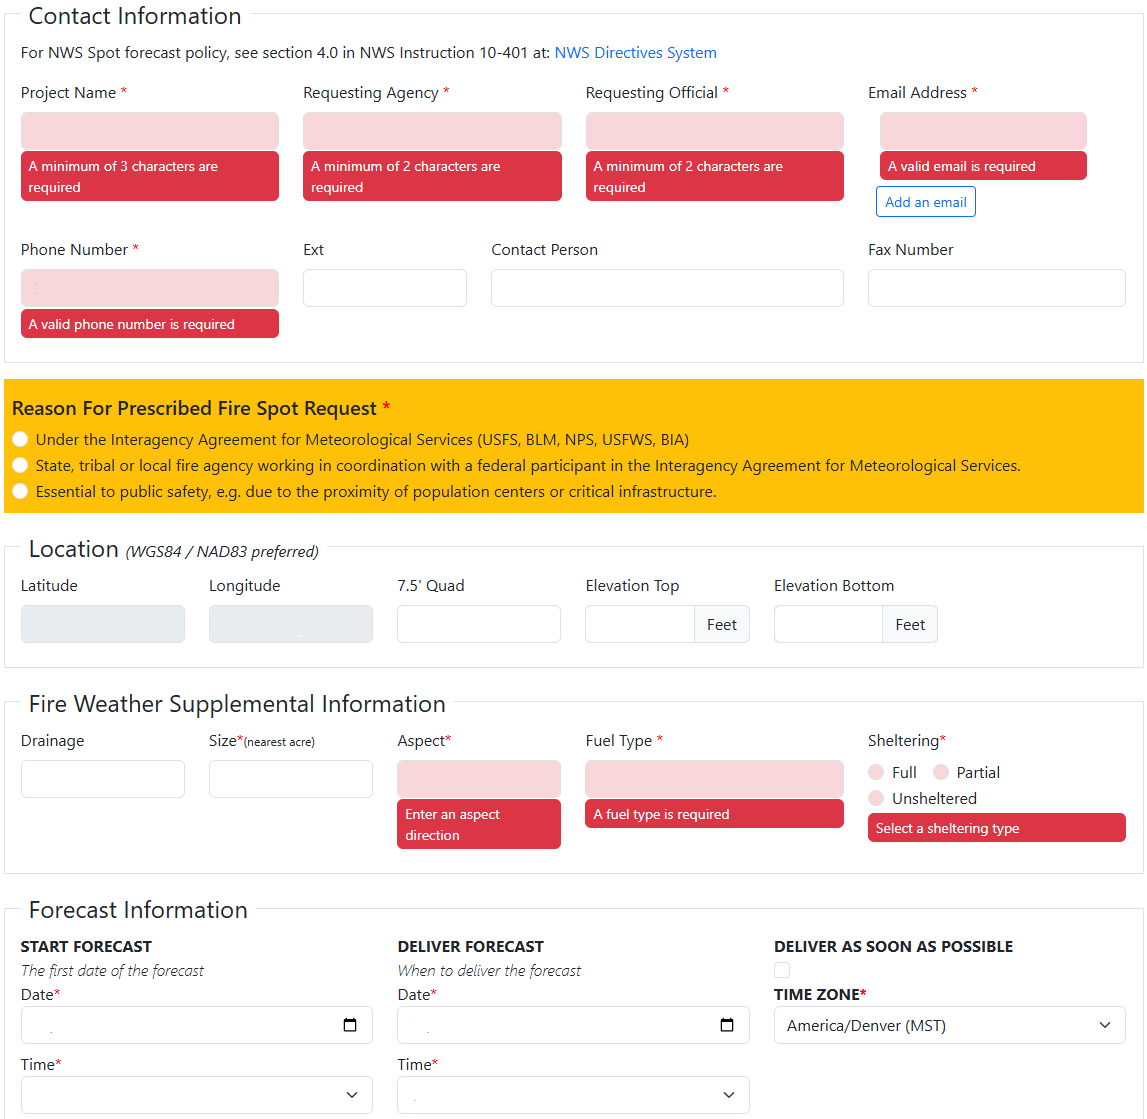 Contact Information
For NWS Spot forecast policy, see section 4.0 in NWS Instruction 10-401 at: NWS Directives System
Project Name * Requesting Agency * Requesting Official * Email Address *
A minimum of 3 characters are required
A minimum of 2 characters are required
A minimum of 2 characters are required
A valid email is required
Add an email
Phone Number * Ext Contact Person Fax Number
A valid phone number is required
Reason For Prescribed Fire Spot Request *
Under the Interagency Agreement for Meteorological Services (USFS, BLM, NPS, USFWS, BIA)
State, tribal or local fire agency working in coordination with a federal participant in the Interagency Agreement for Meteorological Services.
Essential to public safety, e.g. due to the proximity of population centers or critical infrastructure.
Location (WGS84 / NAD83 preferred)
Latitude Longitude 7.5' Quad Elevation Top Elevation Bottom
Feet Feet
Fire Weather Supplemental Information
Drainage Size*(nearest acre) Aspect* Fuel Type * Sheltering*
Full Partial
Unsheltered
Enter an aspect direction
A fuel type is required
Select a sheltering type
Forecast Information
START FORECAST DELIVER FORECAST DELIVER AS SOON AS POSSIBLE
The first date of the forecast When to deliver the forecast
Date* Date* TIME ZONE*
America/Denver (MST)
Time* Time*